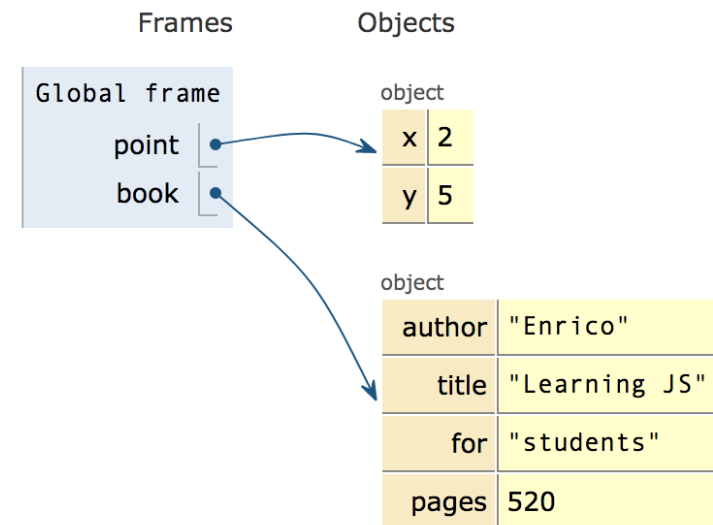 Frames Objects
Global frame
point
book
object
x 2
y 5
object
author "Enrico"
title "Learning JS"
for "students"
pages 520